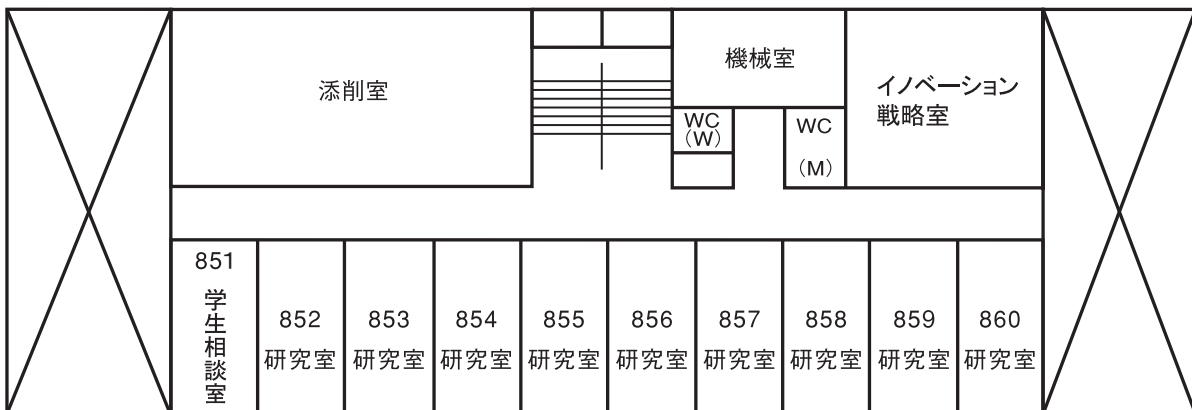 添削室
機械室
イノベーション
戦略室
WC
(W)
WC
(M)
851
学生相談室
852
研究室
853
研究室
854
研究室
855
研究室
856
研究室
857
研究室
858
研究室
859
研究室
860
研究室